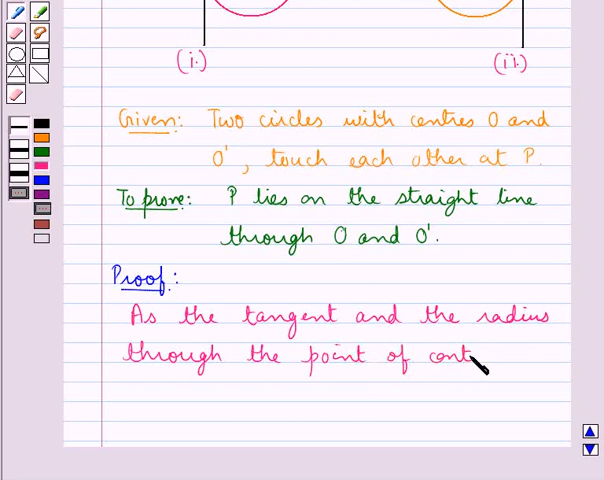 (i.) (ii.)
Given: Two circles with centres O and
O', touch each other at P.
To prove: P lies on the straight line
through O and O'.
Proof:
As the tangent and the radius
through the point of cont